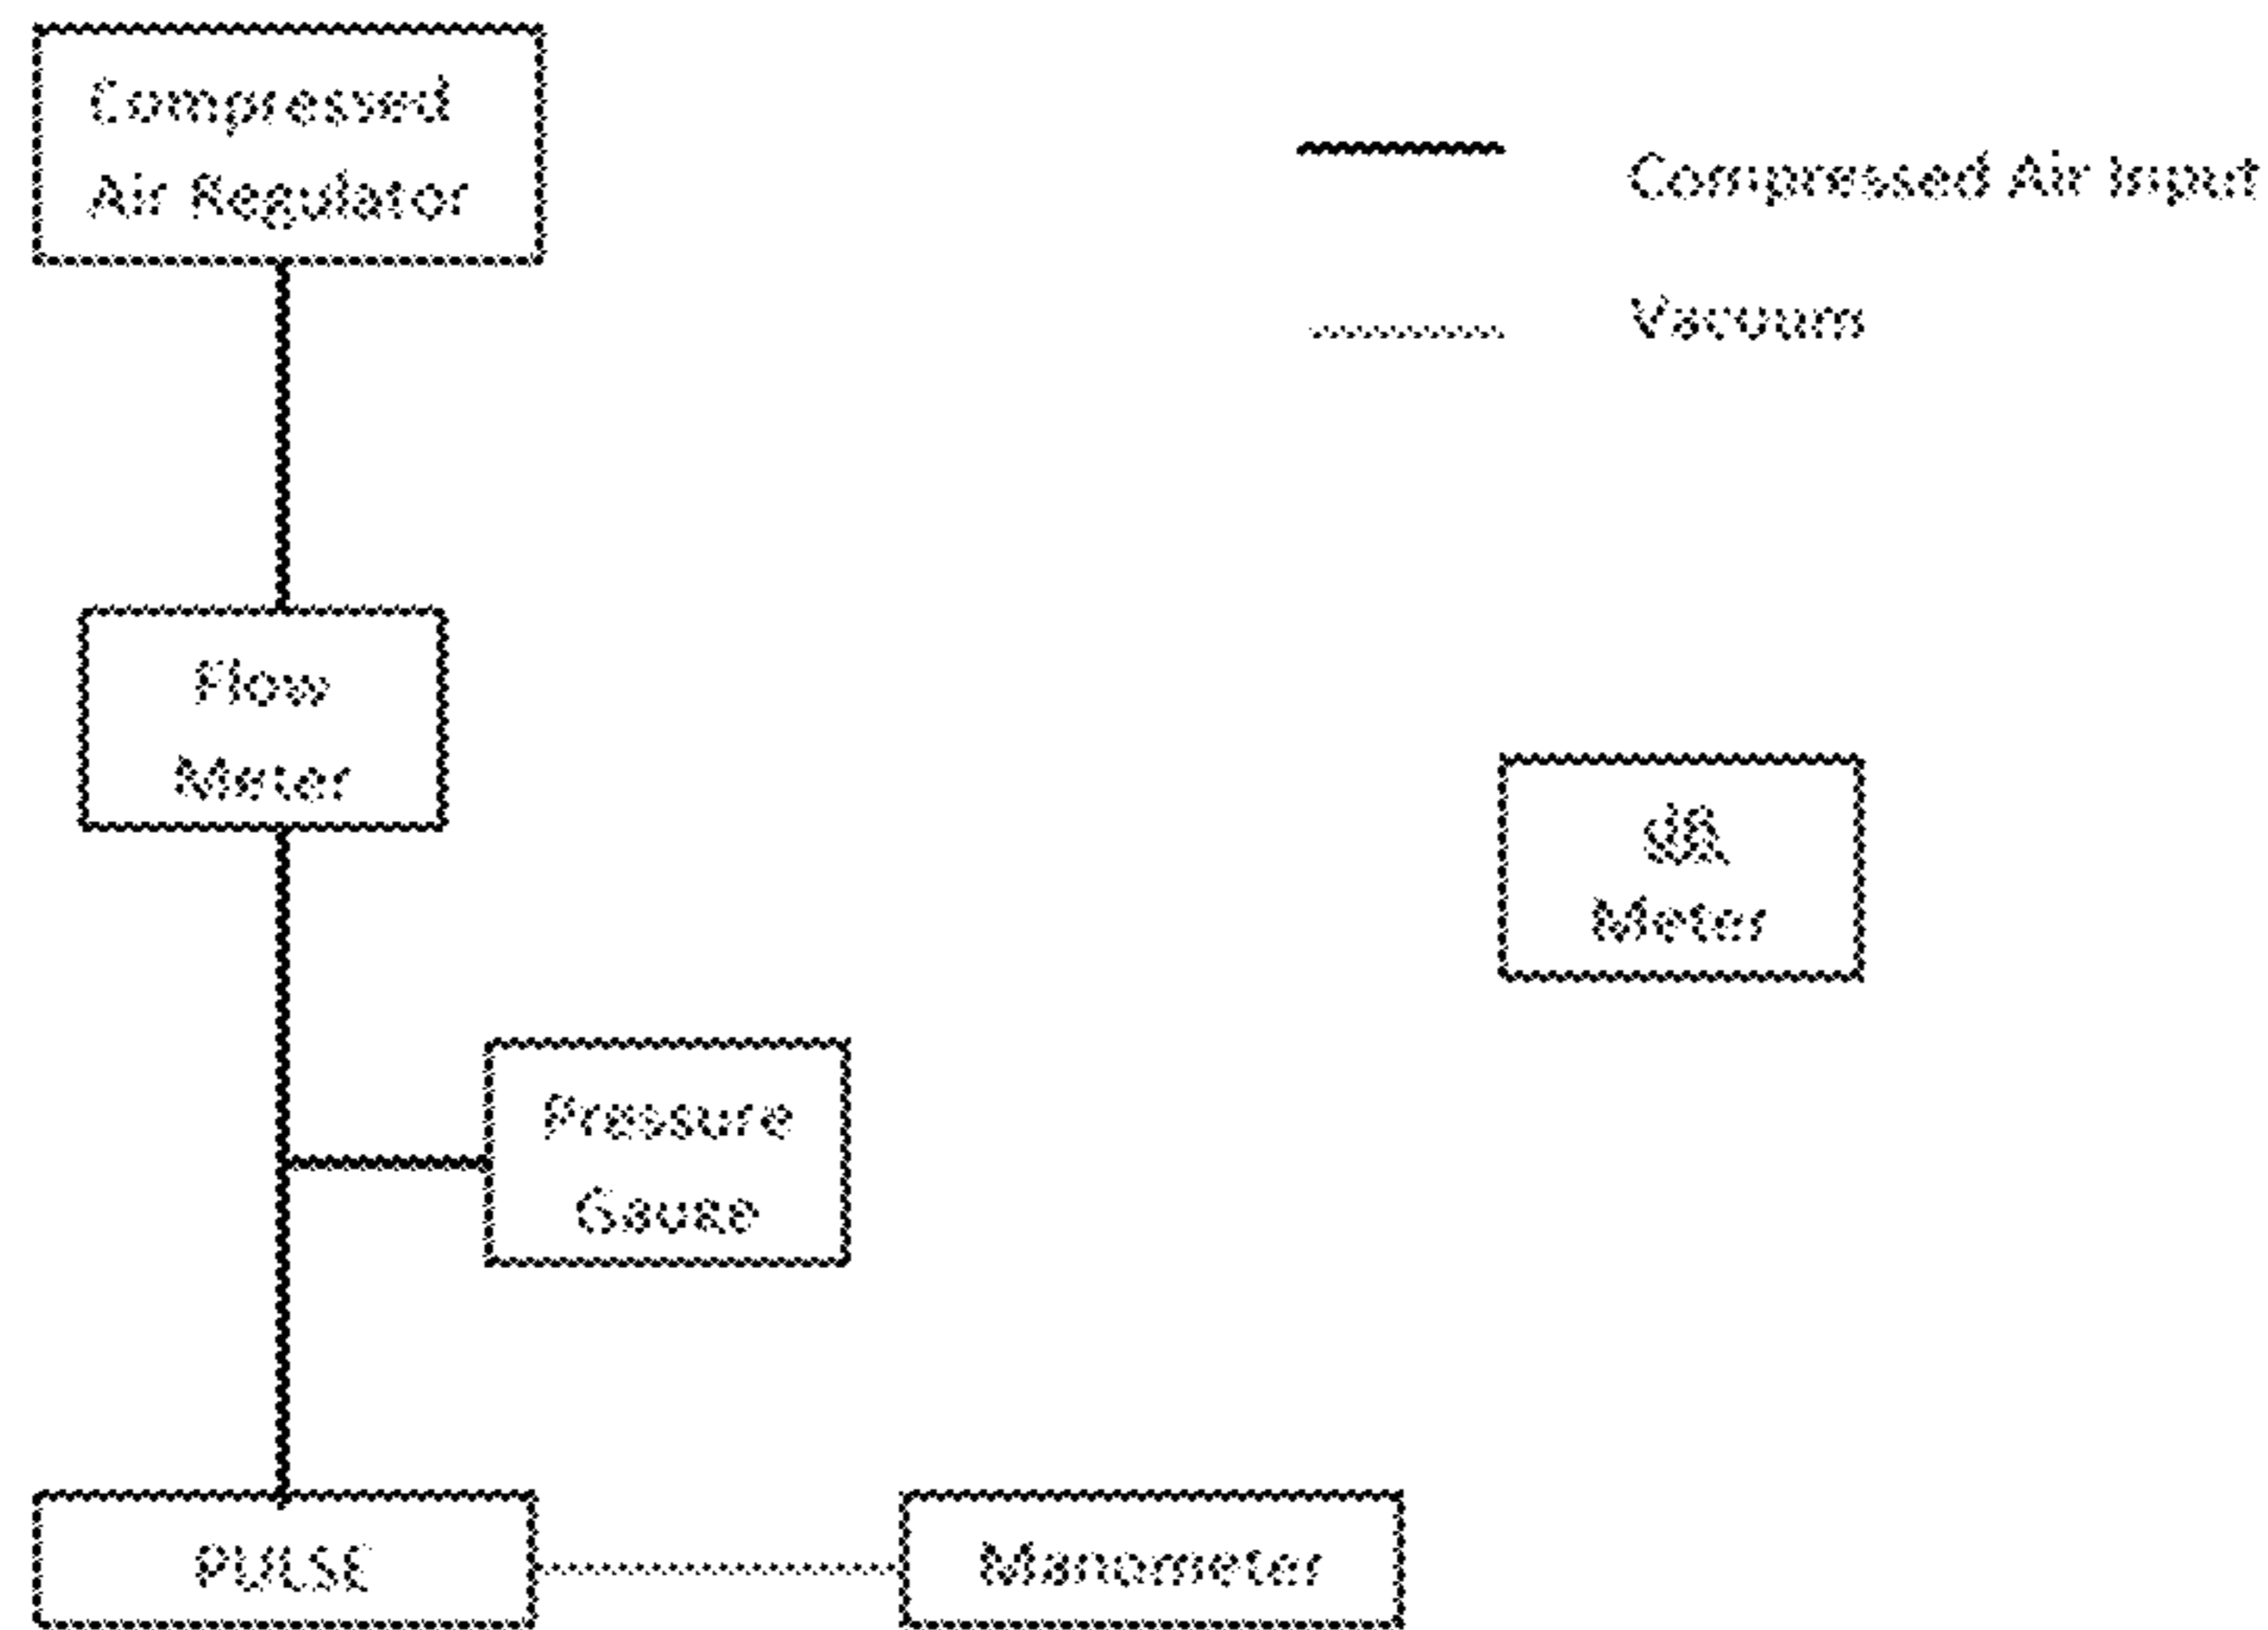 Compressed
Air Regulator
Compressed Air Input
Vacuum
Flow
Meter
Meter
Pressure
Gauge
PULSE
Manometer